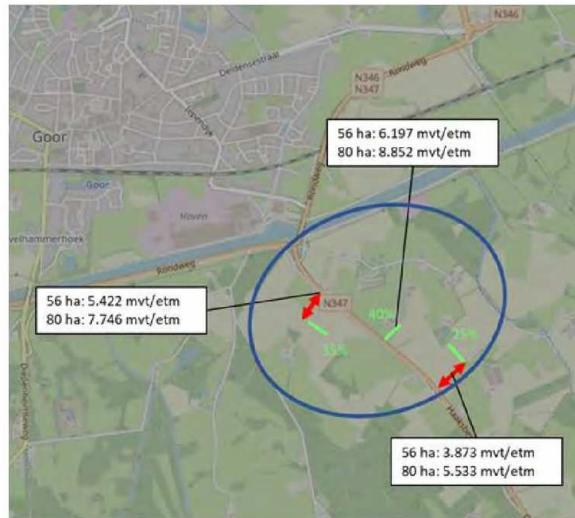 N346
Deldensestraat
N346
N347
Rondweg
Goor
Goor
Hoven
Rondweg
Rondweg
56 ha: 6.197 mvt/etm
80 ha: 8.852 mvt/etm
56 ha: 5.422 mvt/etm
80 ha: 7.746 mvt/etm
N347
40%
35%
25%
56 ha: 3.873 mvt/etm
80 ha: 5.533 mvt/etm